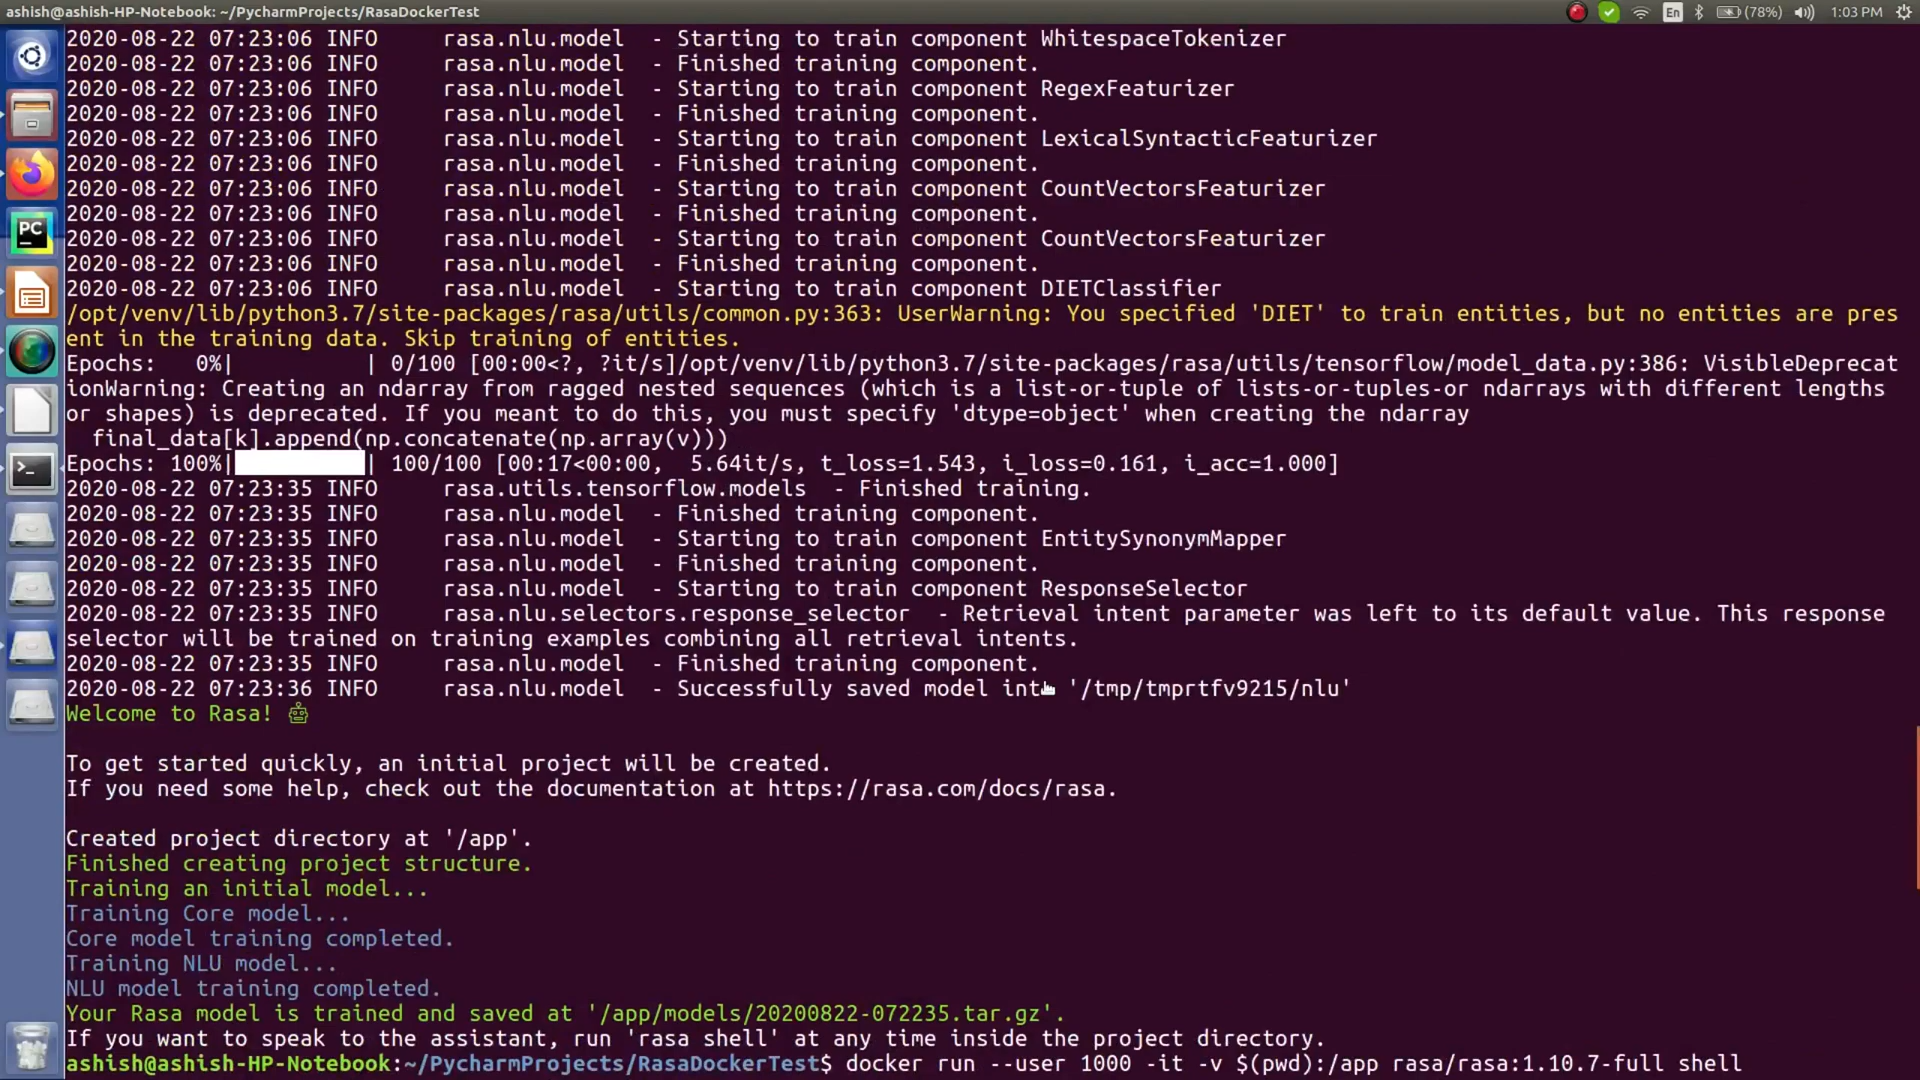 ashish@ashish-HP-Notebook: ~/PycharmProjects/RasaDockerTest
En
(78%)
1:03 PM
2020-08-22 07:23:06 INFO     rasa.nlu.model  - Starting to train component WhitespaceTokenizer
2020-08-22 07:23:06 INFO     rasa.nlu.model  - Finished training component.
2020-08-22 07:23:06 INFO     rasa.nlu.model  - Starting to train component RegexFeaturizer
2020-08-22 07:23:06 INFO     rasa.nlu.model  - Finished training component.
2020-08-22 07:23:06 INFO     rasa.nlu.model  - Starting to train component LexicalSyntacticFeaturizer
2020-08-22 07:23:06 INFO     rasa.nlu.model  - Finished training component.
2020-08-22 07:23:06 INFO     rasa.nlu.model  - Starting to train component CountVectorsFeaturizer
2020-08-22 07:23:06 INFO     rasa.nlu.model  - Finished training component.
2020-08-22 07:23:06 INFO     rasa.nlu.model  - Starting to train component CountVectorsFeaturizer
2020-08-22 07:23:06 INFO     rasa.nlu.model  - Finished training component.
2020-08-22 07:23:06 INFO     rasa.nlu.model  - Starting to train component DIETClassifier
/opt/venv/lib/python3.7/site-packages/rasa/utils/common.py:363: UserWarning: You specified 'DIET' to train entities, but no entities are pres
ent in the training data. Skip training of entities.
Epochs:   0%|          | 0/100 [00:00<?, ?it/s]/opt/venv/lib/python3.7/site-packages/rasa/utils/tensorflow/model_data.py:386: VisibleDeprecat
ionWarning: Creating an ndarray from ragged nested sequences (which is a list-or-tuple of lists-or-tuples-or ndarrays with different lengths
or shapes) is deprecated. If you meant to do this, you must specify 'dtype=object' when creating the ndarray
  final_data[k].append(np.concatenate(np.array(v)))
Epochs: 100%|██████████| 100/100 [00:17<00:00,  5.64it/s, t_loss=1.543, i_loss=0.161, i_acc=1.000]
2020-08-22 07:23:35 INFO     rasa.utils.tensorflow.models  - Finished training.
2020-08-22 07:23:35 INFO     rasa.nlu.model  - Finished training component.
2020-08-22 07:23:35 INFO     rasa.nlu.model  - Starting to train component EntitySynonymMapper
2020-08-22 07:23:35 INFO     rasa.nlu.model  - Finished training component.
2020-08-22 07:23:35 INFO     rasa.nlu.model  - Starting to train component ResponseSelector
2020-08-22 07:23:35 INFO     rasa.nlu.selectors.response_selector  - Retrieval intent parameter was left to its default value. This response
selector will be trained on training examples combining all retrieval intents.
2020-08-22 07:23:35 INFO     rasa.nlu.model  - Finished training component.
2020-08-22 07:23:36 INFO     rasa.nlu.model  - Successfully saved model into '/tmp/tmprtfv9215/nlu'
Welcome to Rasa! 🤖
To get started quickly, an initial project will be created.
If you need some help, check out the documentation at https://rasa.com/docs/rasa.
Created project directory at '/app'.
Finished creating project structure.
Training an initial model...
Training Core model...
Core model training completed.
Training NLU model...
NLU model training completed.
Your Rasa model is trained and saved at '/app/models/20200822-072235.tar.gz'.
If you want to speak to the assistant, run 'rasa shell' at any time inside the project directory.
ashish@ashish-HP-Notebook:~/PycharmProjects/RasaDockerTest$ docker run --user 1000 -it -v $(pwd):/app rasa/rasa:1.10.7-full shell
PC